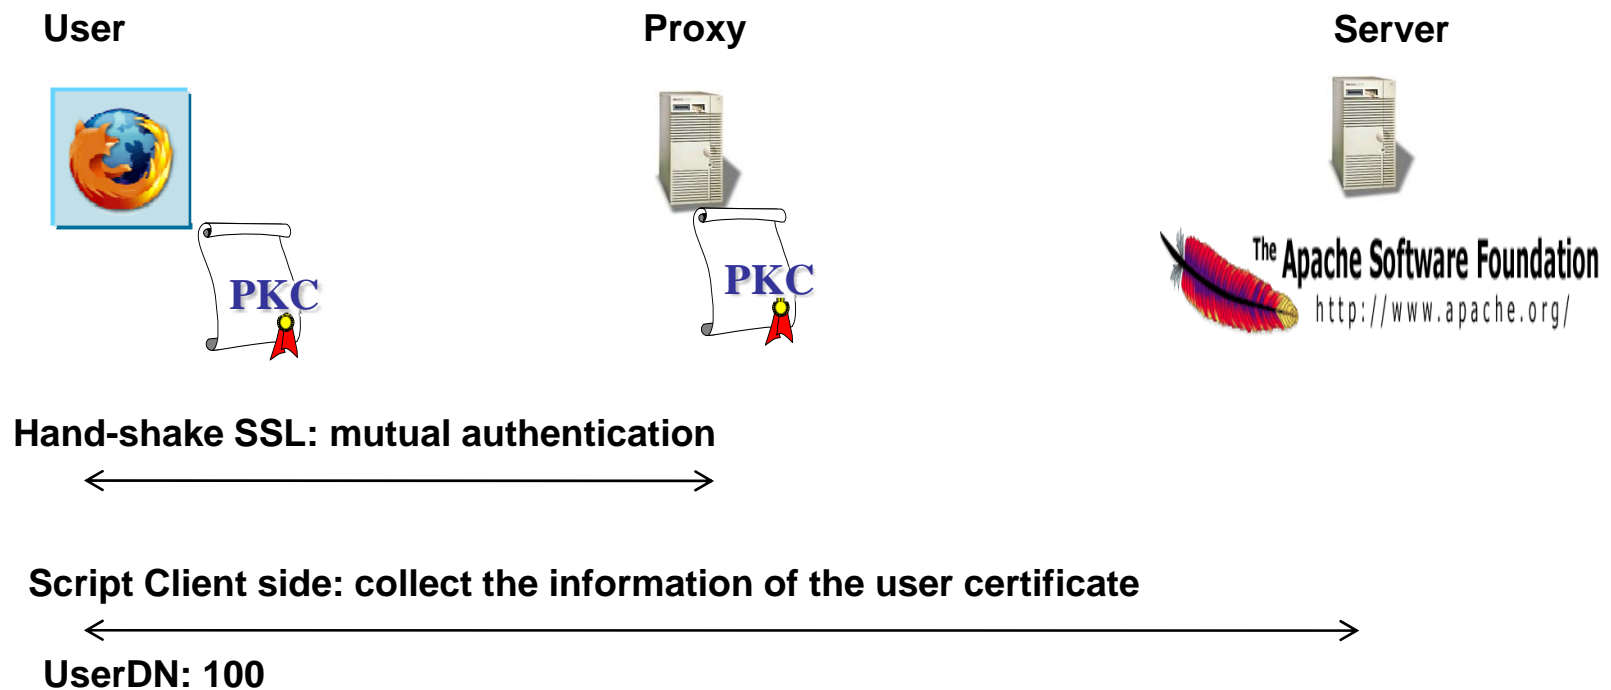 User
Proxy
Server
PKC
PKC
The Apache Software Foundation
http://www.apache.org/
Hand-shake SSL: mutual authentication
Script Client side: collect the information of the user certificate
UserDN: 100